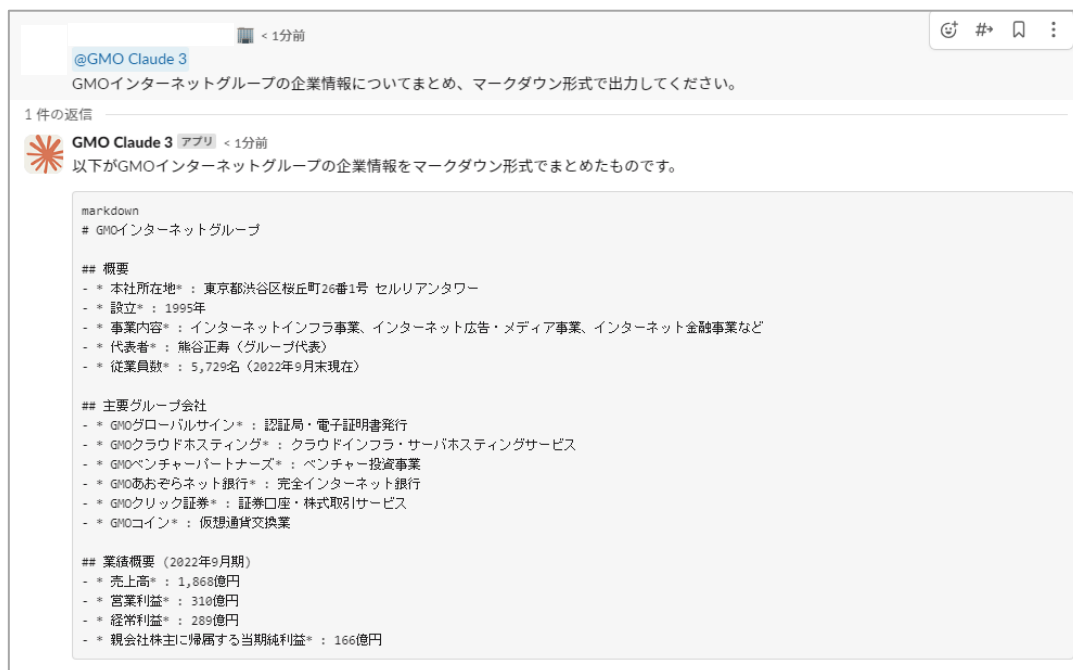 < 1分前
@GMO Claude 3
GMOインターネットグループの企業情報についてまとめ、マークダウン形式で出力してください。
1 件の返信
GMO Claude 3 アプリ < 1分前
以下がGMOインターネットグループの企業情報をマークダウン形式でまとめたものです。
markdown
# GMOインターネットグループ
## 概要
- * 本社所在地* : 東京都渋谷区桜丘町26番1号 セルリアンタワー
- * 設立* : 1995年
- * 事業内容* : インターネットインフラ事業、インターネット広告・メディア事業、インターネット金融事業など
- * 代表者* : 熊谷正寿（グループ代表）
- * 従業員数* : 5,729名（2022年9月末現在）
## 主要グループ会社
- * GMOグローバルサイン* : 認証局・電子証明書発行
- * GMOクラウドホスティング* : クラウドインフラ・サーバホスティングサービス
- * GMOベンチャーパートナーズ* : ベンチャー投資事業
- * GMOあおぞらネット銀行* : 完全インターネット銀行
- * GMOクリック証券* : 証券口座・株式取引サービス
- * GMOコイン* : 仮想通貨交換業
## 業績概要 (2022年9月期)
- * 売上高* : 1,868億円
- * 営業利益* : 310億円
- * 経常利益* : 289億円
- * 親会社株主に帰属する当期純利益* : 166億円